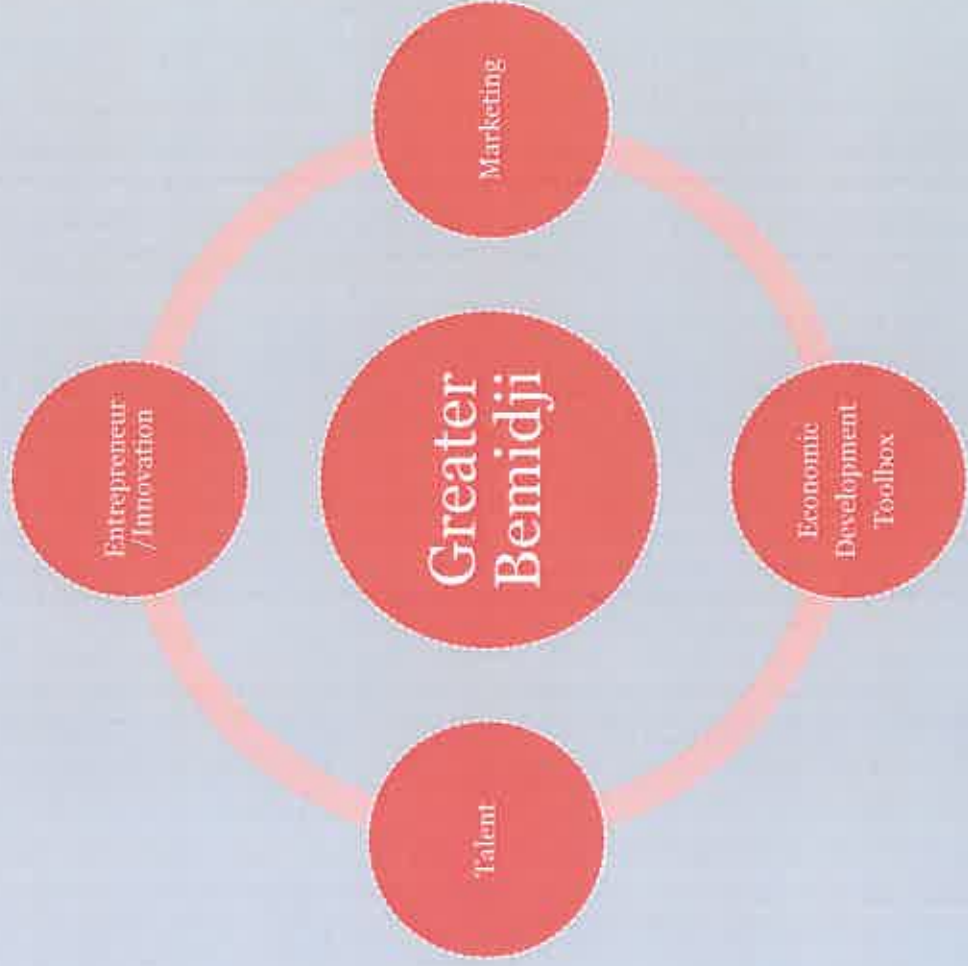 Talent
Economic
Development
Toolbox
Greater
Bemidji
Entrepreneur
/Innovation
Marketing